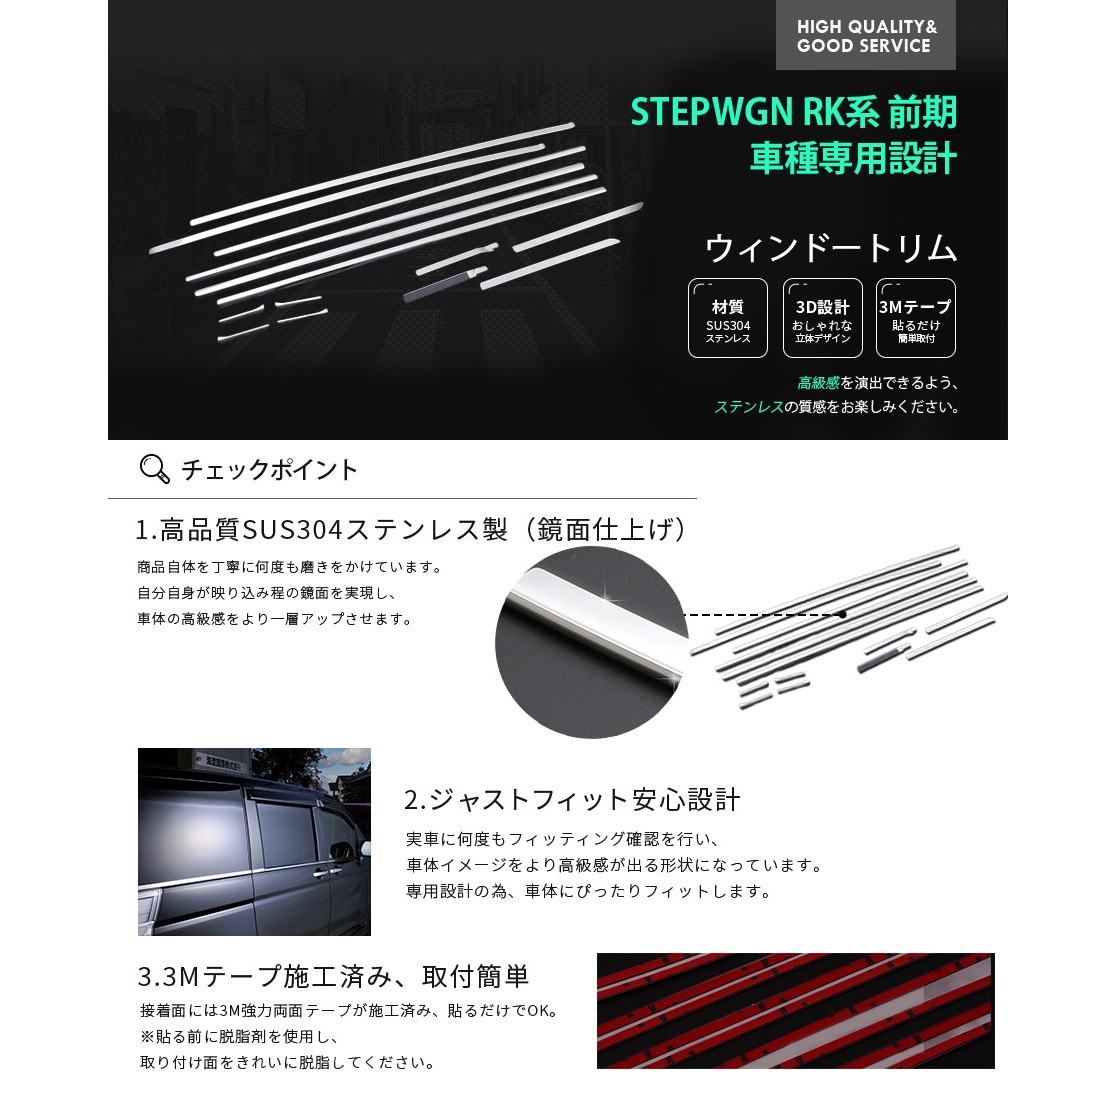 HIGH QUALITY&
GOOD SERVICE
STEPWGN RK系 前期
車種専用設計
ウィンドートリム
材質
SUS304
ステンレス
3D設計
おしゃれな
立体デザイン
3Mテープ
貼るだけ
簡単取付
高級感を演出できるよう、
ステンレスの質感をお楽しみください。
チェックポイント
1.高品質SUS304ステンレス製（鏡面仕上げ）
商品自体を丁寧に何度も磨きをかけています。
自分自身が映り込み程の鏡面を実現し、
車体の高級感をより一層アップさせます。
2.ジャストフィット安心設計
実車に何度もフィッティング確認を行い、
車体イメージをより高級感が出る形状になっています。
専用設計の為、車体にぴったりフィットします。
3.3Mテープ施工済み、取付簡単
接着面には3M強力両面テープが施工済み、貼るだけでOK。
※貼る前に脱脂剤を使用し、
取り付け面をきれいに脱脂してください。